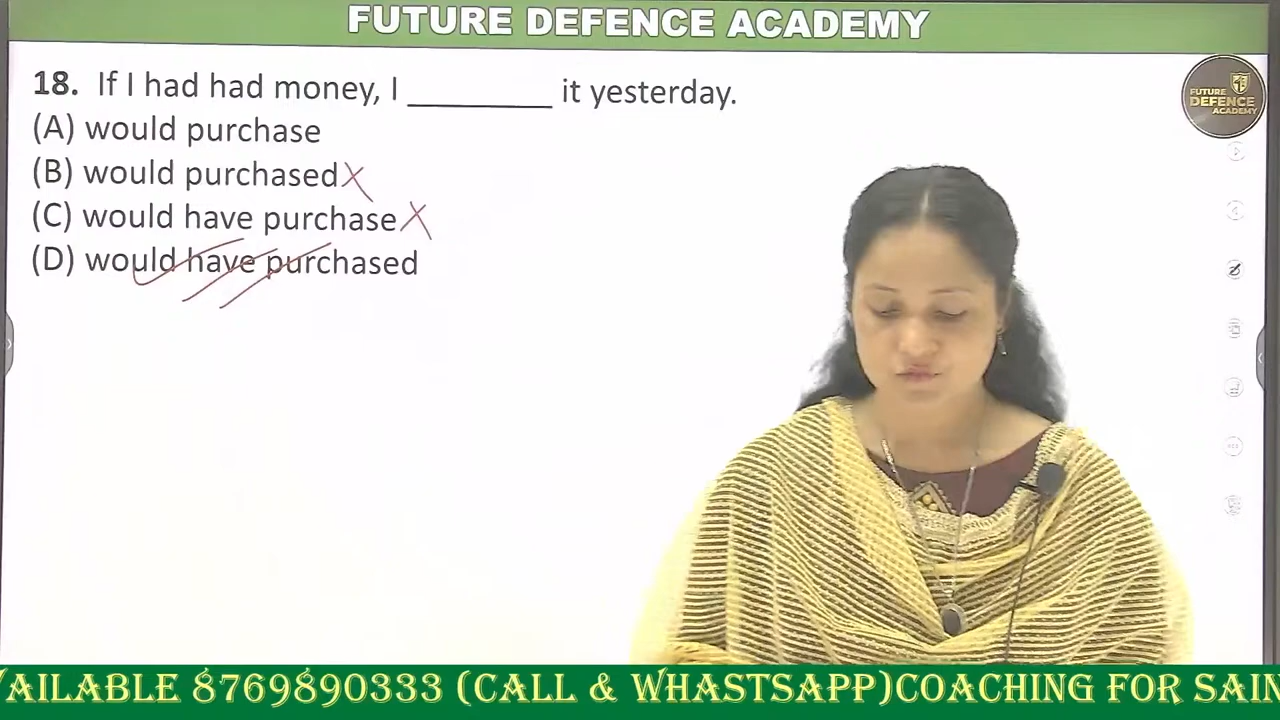 FUTURE DEFENCE ACADEMY
18. If I had had money, I ________ it yesterday.
(A) would purchase
(B) would purchased
(C) would have purchase
(D) would have purchased
FUTURE
DEFENCE
ACADEMY
AILABLE 8769890333 (CALL & WHASTSAPP)COACHING FOR SAIN